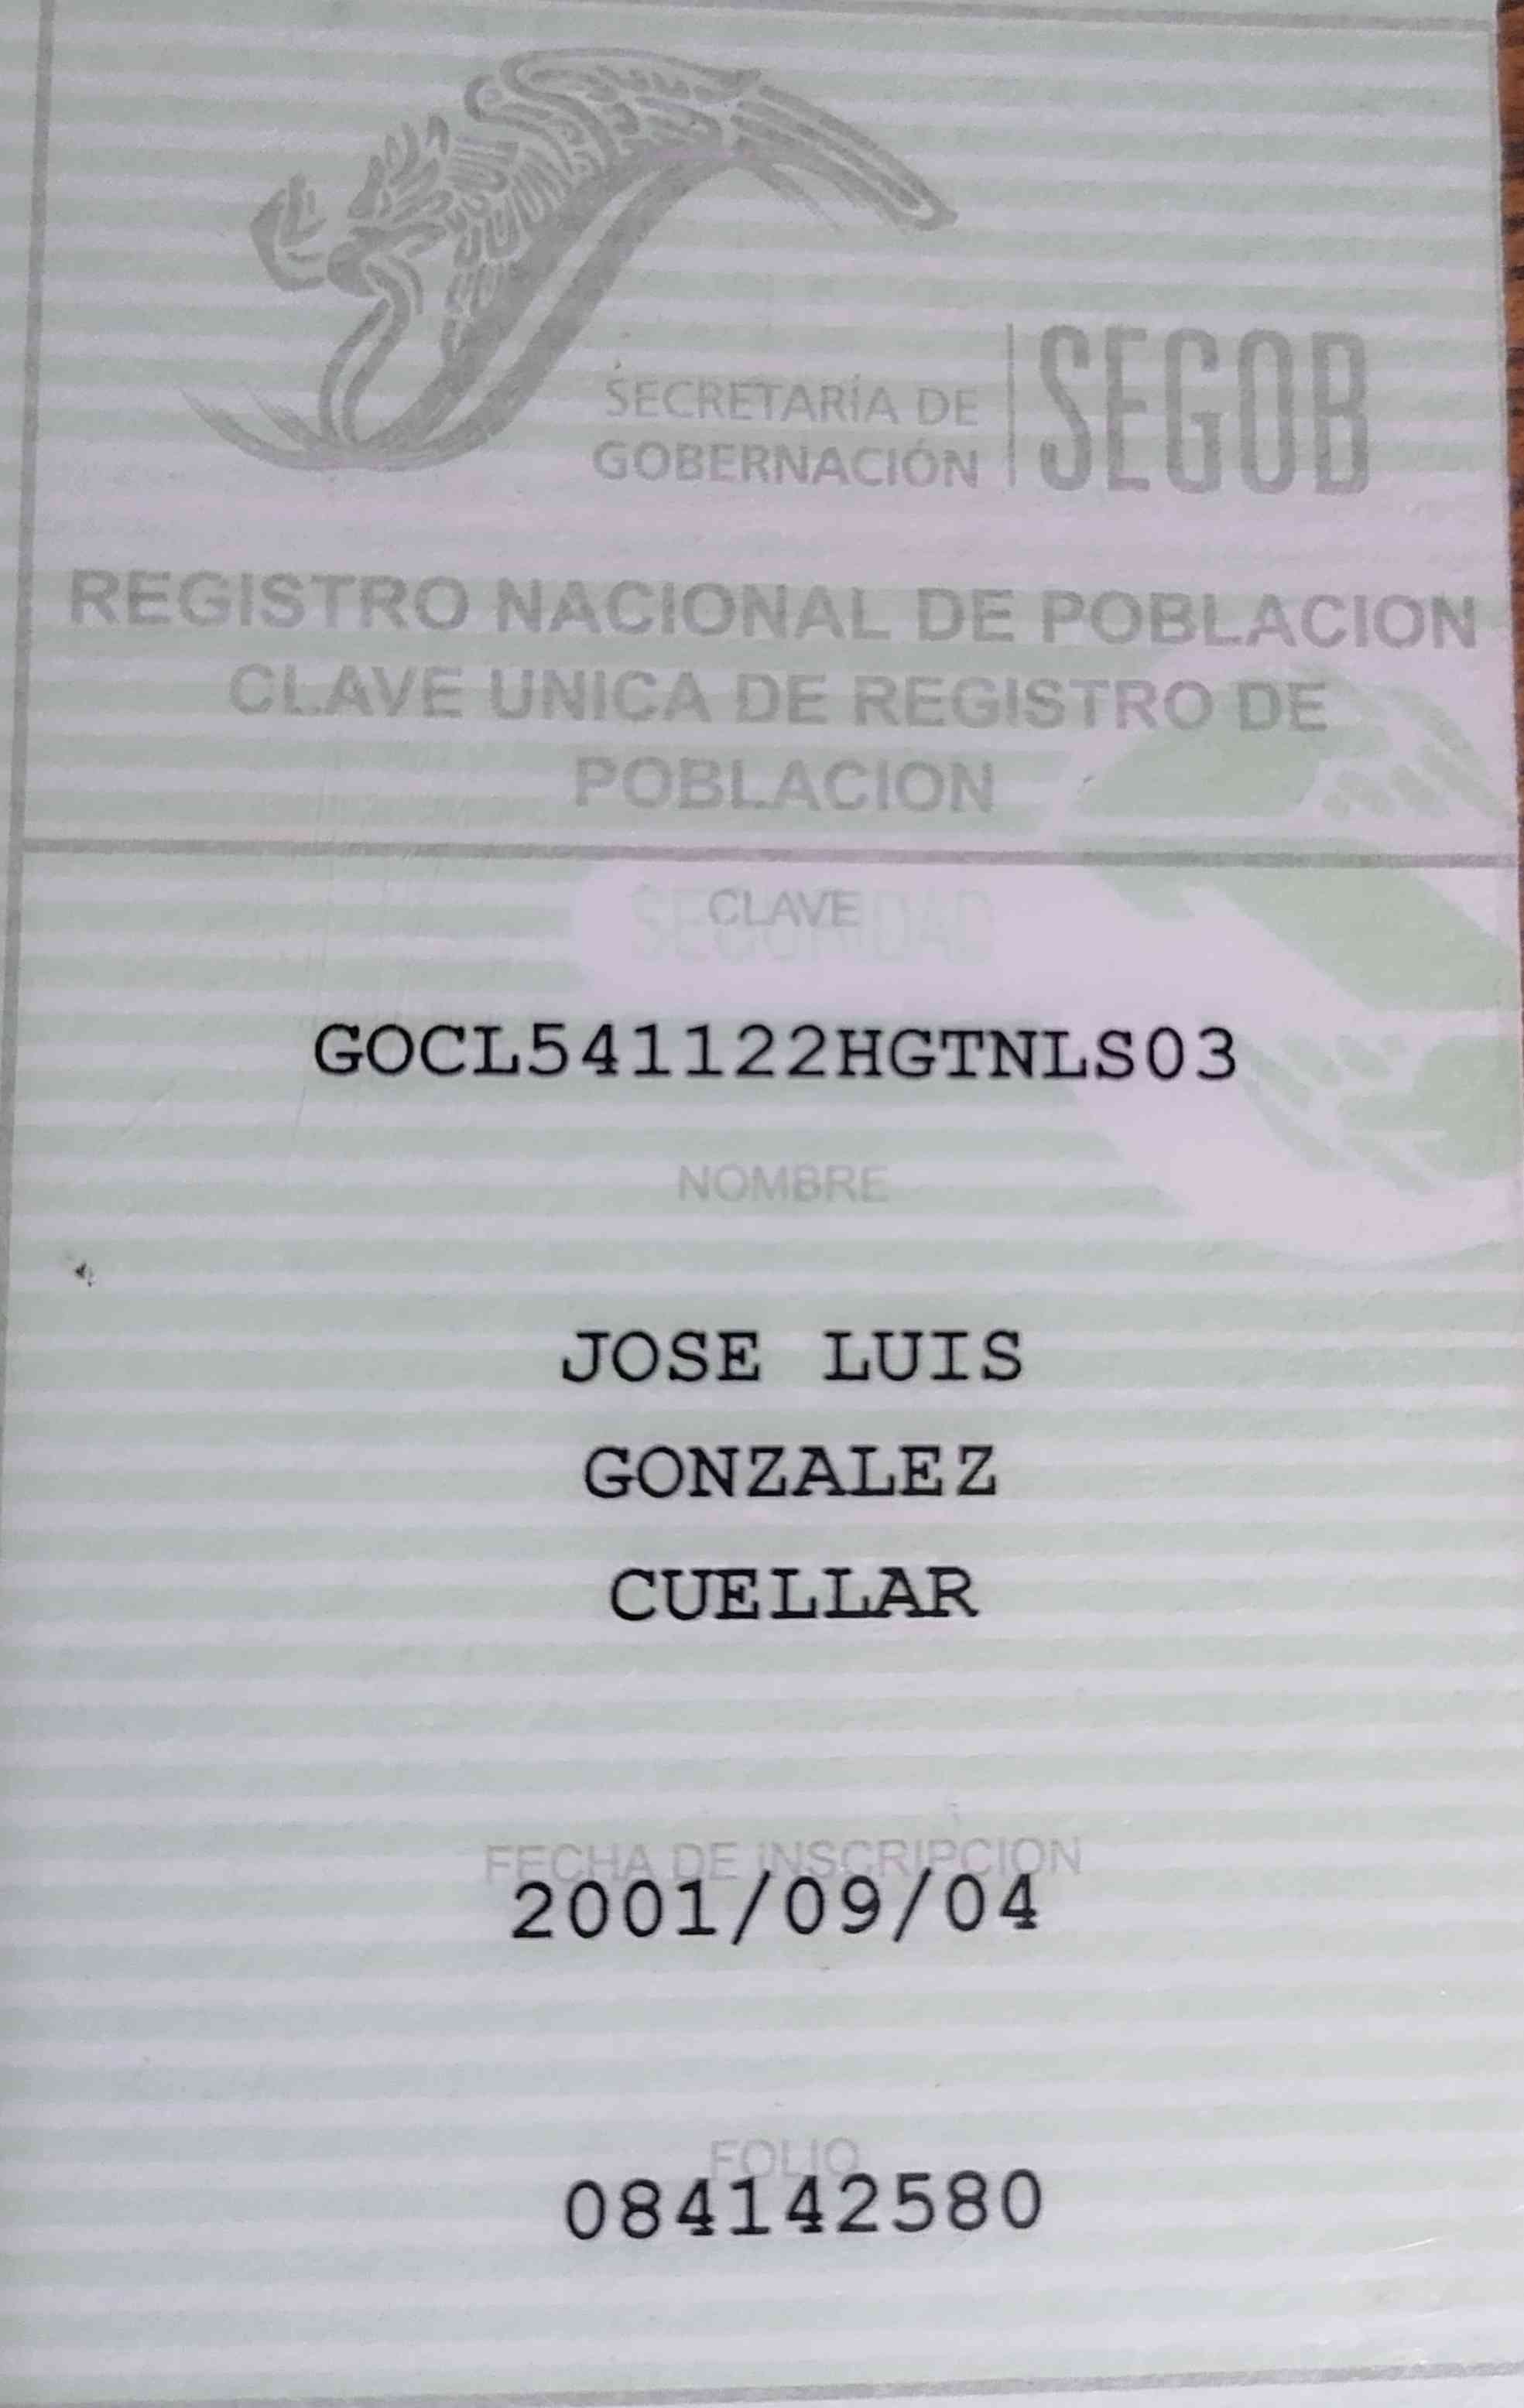 SECRETARÍA DE
GOBERNACIÓN
SEGOB
REGISTRO NACIONAL DE POBLACION
CLAVE UNICA DE REGISTRO DE
POBLACION
CLAVE
SEGURIDAD
GOCL541122HGTNLS03
NOMBRE
JOSE LUIS
GONZALEZ
CUELLAR
FECHA DE INSCRIPCION
2001/09/04
FOLIO
084142580